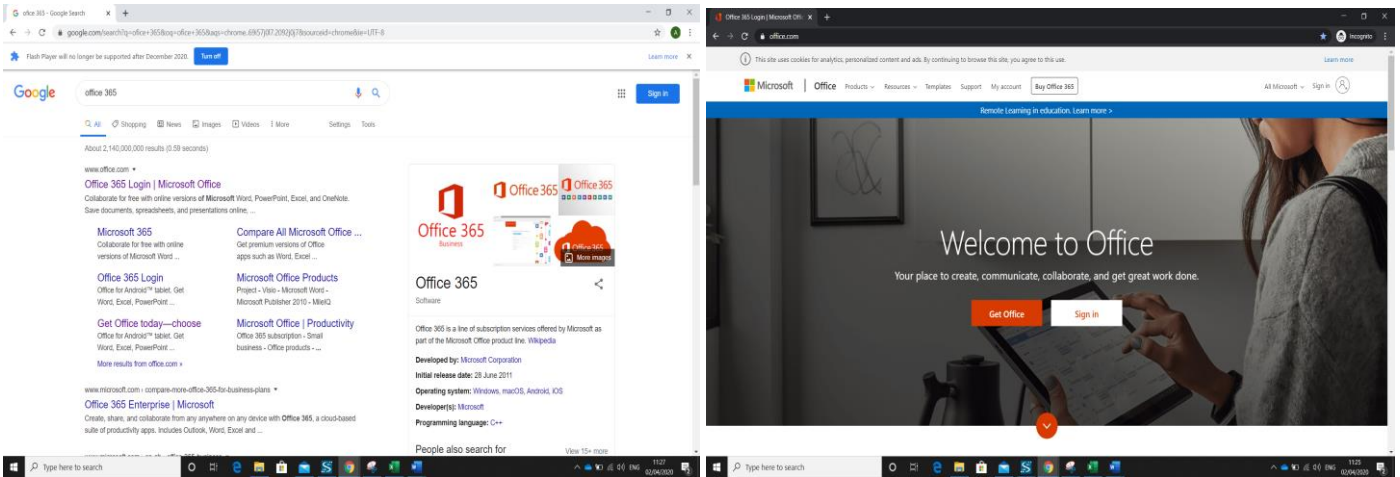 ofice 365 - Google Search
google.com/search?q=ofice+365&oq=ofice+365&aqs=chrome..69i57j0l7.2092j0j7&sourceid=chrome&ie=UTF-8
Flash Player will no longer be supported after December 2020. Turn off Learn more
Google
office 365
Sign in
All Shopping News Images Videos More Settings Tools
About 2,140,000,000 results (0.59 seconds)
www.office.com
Office 365 Login | Microsoft Office
Collaborate for free with online versions of Microsoft Word, PowerPoint, Excel, and OneNote.
Save documents, spreadsheets, and presentations online, ...
Microsoft 365
Collaborate for free with online
versions of Microsoft Word ...
Compare All Microsoft Office ...
Get premium versions of Office
apps such as Word, Excel ...
Office 365 Login
Office for Android™ tablet. Get
Word, Excel, PowerPoint ...
Microsoft Office Products
Project - Visio - Microsoft Word -
Microsoft Publisher 2010 - MileIQ
Get Office today—choose
Office for Android™ tablet. Get
Word, Excel, PowerPoint ...
Microsoft Office | Productivity
Office 365 subscription - Small
business - Office products - ...
More results from office.com »
www.microsoft.com › compare-more-office-365-for-business-plans
Office 365 Enterprise | Microsoft
Create, share, and collaborate from any anywhere on any device with Office 365, a cloud-based
suite of productivity apps. Includes Outlook, Word, Excel and ...
Office 365
Business
Office 365
Office 365
Office 365
More images
Office 365
Software
Office 365 is a line of subscription services offered by Microsoft as
part of the Microsoft Office product line. Wikipedia
Developed by: Microsoft Corporation
Initial release date: 28 June 2011
Operating system: Windows, macOS, Android, iOS
Developer(s): Microsoft
Programming language: C++
People also search for
View 15+ more
Type here to search
ENG
11:27
02/04/2020
Office 365 Login | Microsoft Offi
office.com
Incognito
This site uses cookies for analytics, personalized content and ads. By continuing to browse this site, you agree to this use. Learn more
Microsoft Office Products Resources Templates Support My account Buy Office 365 All Microsoft Sign in
Remote Learning in education. Learn more >
Welcome to Office
Your place to create, communicate, collaborate, and get great work done.
Get Office Sign in
Type here to search
ENG
11:25
02/04/2020